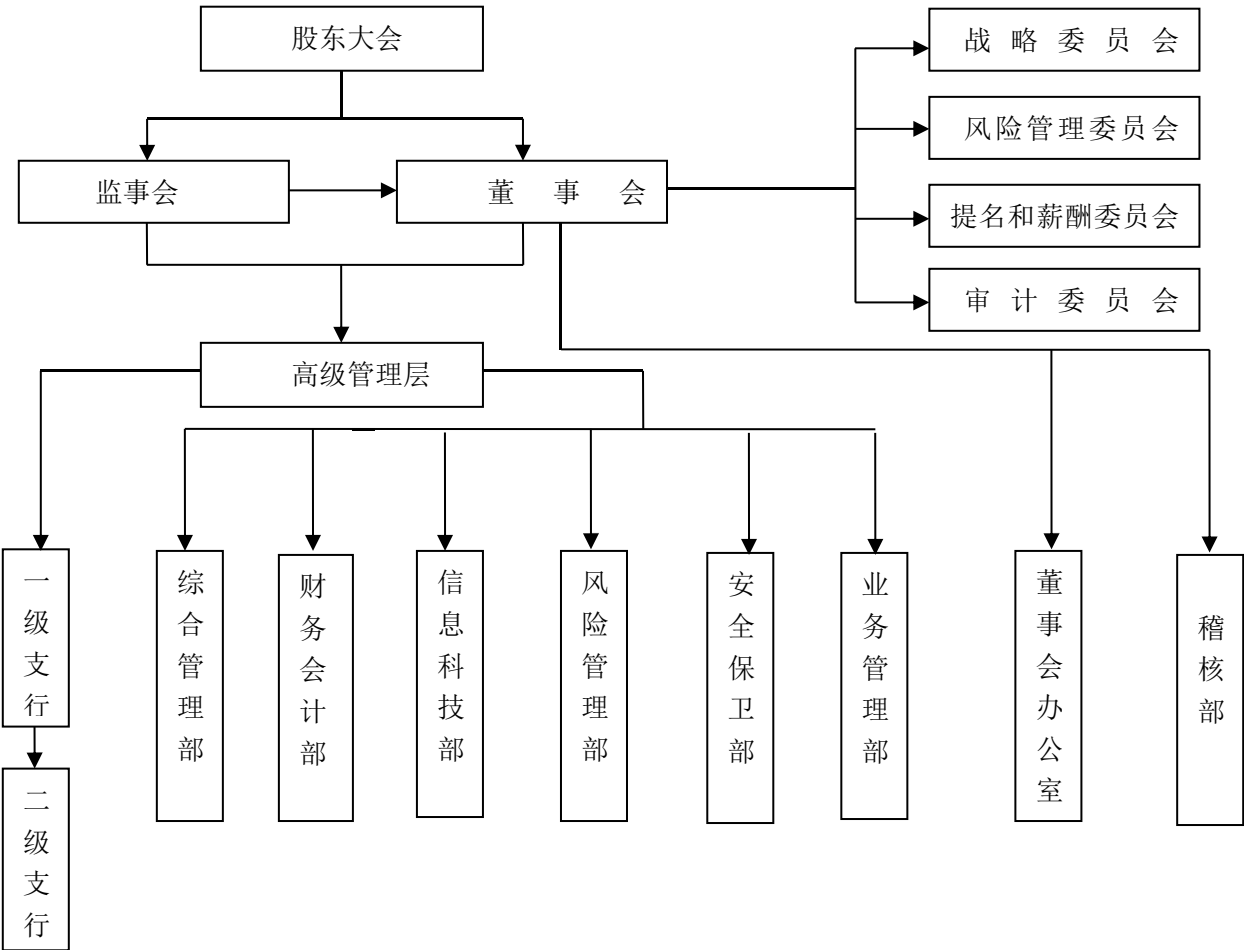 股东大会
战略委员会
风险管理委员会
监事会
董事会
提名和薪酬委员会
审计委员会
高级管理层
一级支行
综合管理部
财务会计部
信息科技部
风险管理部
安全保卫部
业务管理部
董事会办公室
稽核部
二级支行